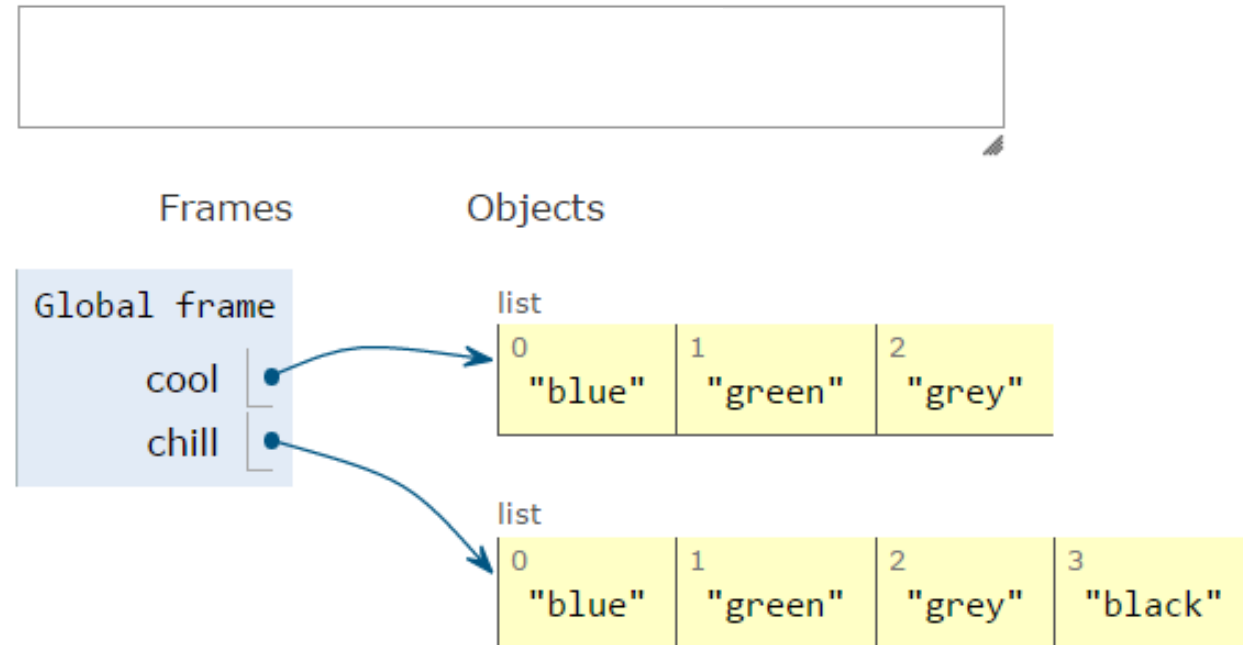 Frames Objects
Global frame
cool
chill
list
0 1 2
"blue" "green" "grey"
list
0 1 2 3
"blue" "green" "grey" "black"